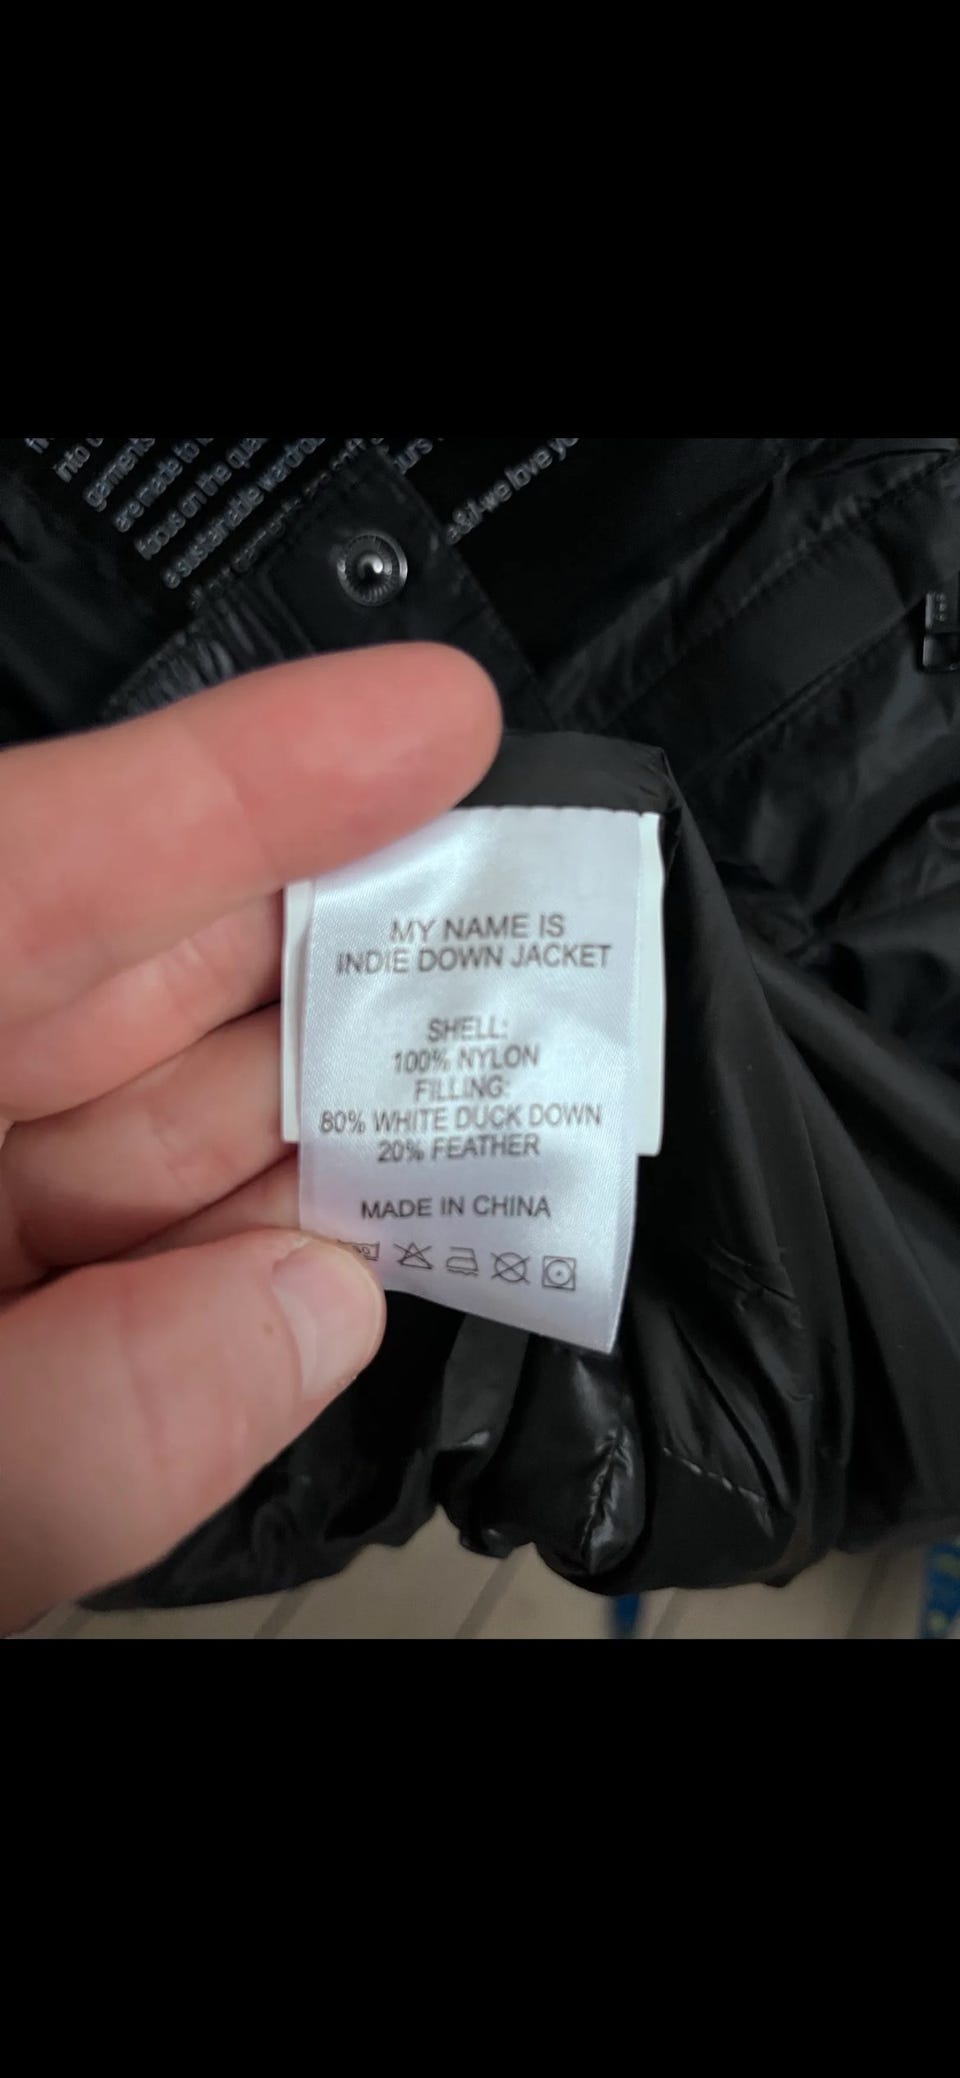 into
garments
are made to
focus on the
a sustainable
we love
MY NAME IS
INDIE DOWN JACKET
SHELL:
100% NYLON
FILLING:
80% WHITE DUCK DOWN
20% FEATHER
MADE IN CHINA